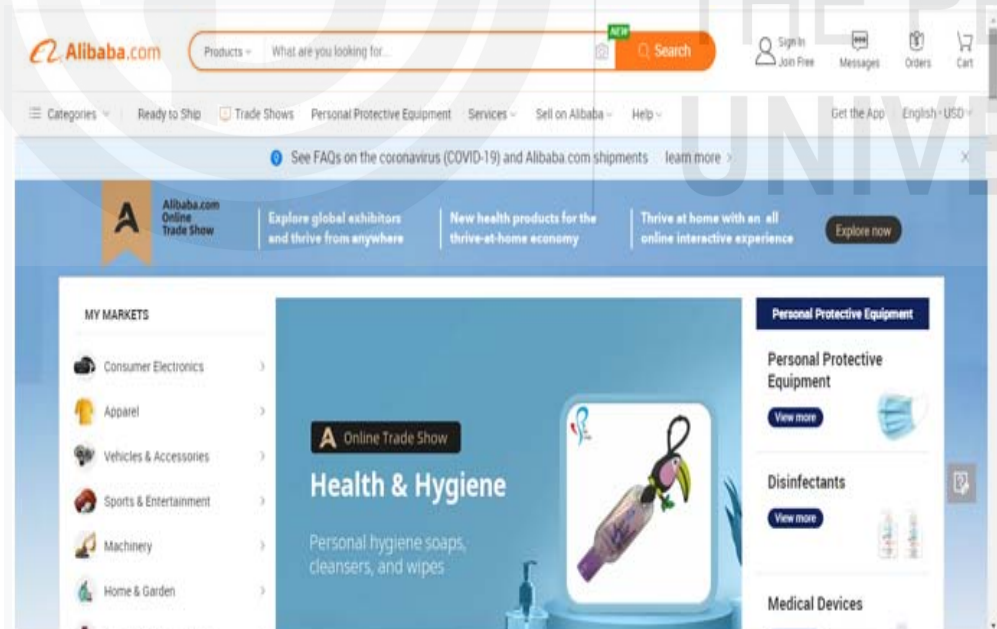 THE PE
UNIVE
Alibaba.com
Products
What are you looking for...
NEW
Search
Sign In
Join Free
Messages
Orders
Cart
Categories
Ready to Ship
Trade Shows
Personal Protective Equipment
Services
Sell on Alibaba
Help
Get the App
English - USD
See FAQs on the coronavirus (COVID-19) and Alibaba.com shipments learn more >
A
Alibaba.com
Online
Trade Show
Explore global exhibitors
and thrive from anywhere
New health products for the
thrive-at-home economy
Thrive at home with an all
online interactive experience
Explore now
MY MARKETS
Consumer Electronics
Apparel
Vehicles & Accessories
Sports & Entertainment
Machinery
Home & Garden
A Online Trade Show
Health & Hygiene
Personal hygiene soaps,
cleansers, and wipes
Personal Protective Equipment
Personal Protective
Equipment
View more
Disinfectants
View more
Medical Devices